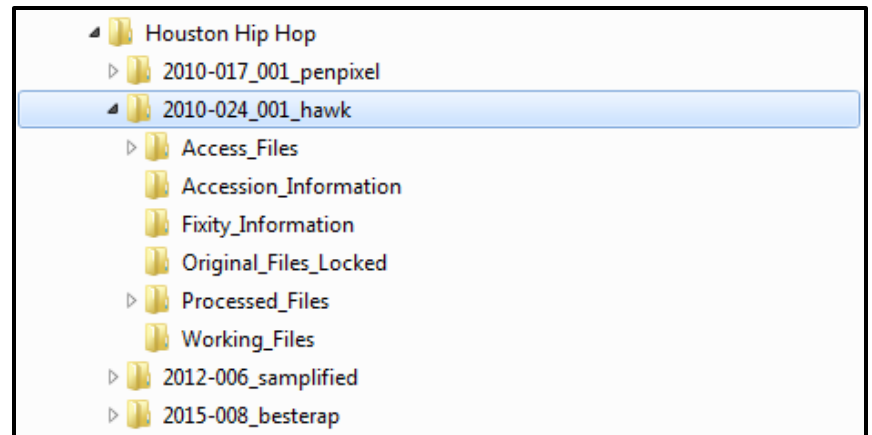 Houston Hip Hop
2010-017_001_penpixel
2010-024_001_hawk
Access_Files
Accession_Information
Fixity_Information
Original_Files_Locked
Processed_Files
Working_Files
2012-006_samplified
2015-008_besterap